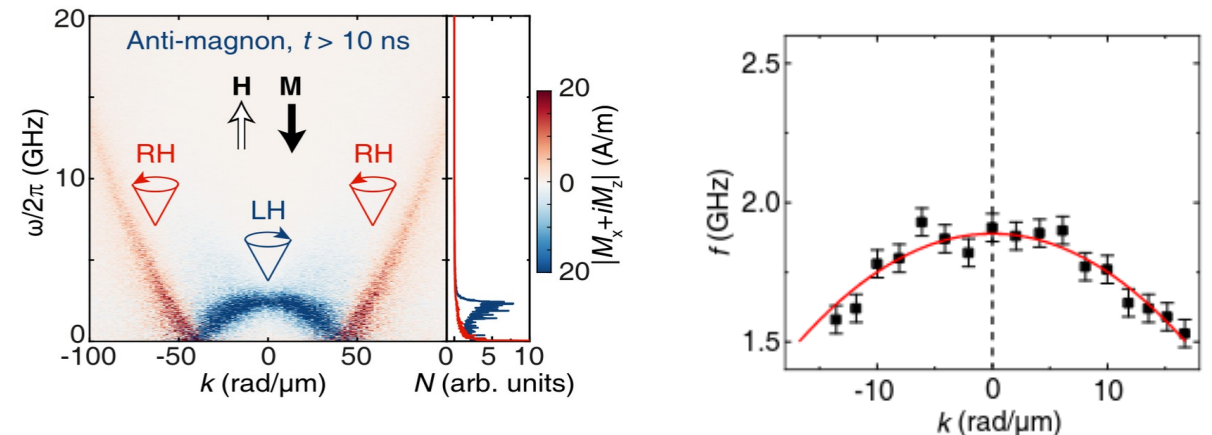 20
Anti-magnon, t > 10 ns
H M
RH RH
LH
10
0
ω/2π (GHz)
-100 -50 0 50
k (rad/µm)
0 5 10
N (arb. units)
20
10
0
10
20
|Mx+iMz| (A/m)
2.5
2.0
1.5
f (GHz)
-10 0 10
k (rad/µm)